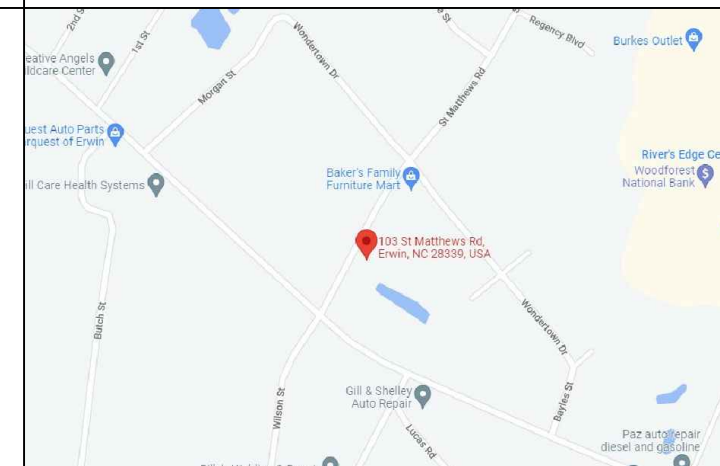 2nd S
1st St
Morgan St
Wondertown Dr
e St
Regency Blvd
St Matthews Rd
Burkes Outlet
eative Angels
ildcare Center
uest Auto Parts
rquest of Erwin
ill Care Health Systems
Baker's Family
Furniture Mart
River's Edge Ce
Woodforest
National Bank
103 St Matthews Rd,
Erwin, NC 28339, USA
Butch St
Wondertown Dr
Wilson St
Gill & Shelley
Auto Repair
Bayles St
Lucas Rd
Paz auto repair
diesel and gasoline